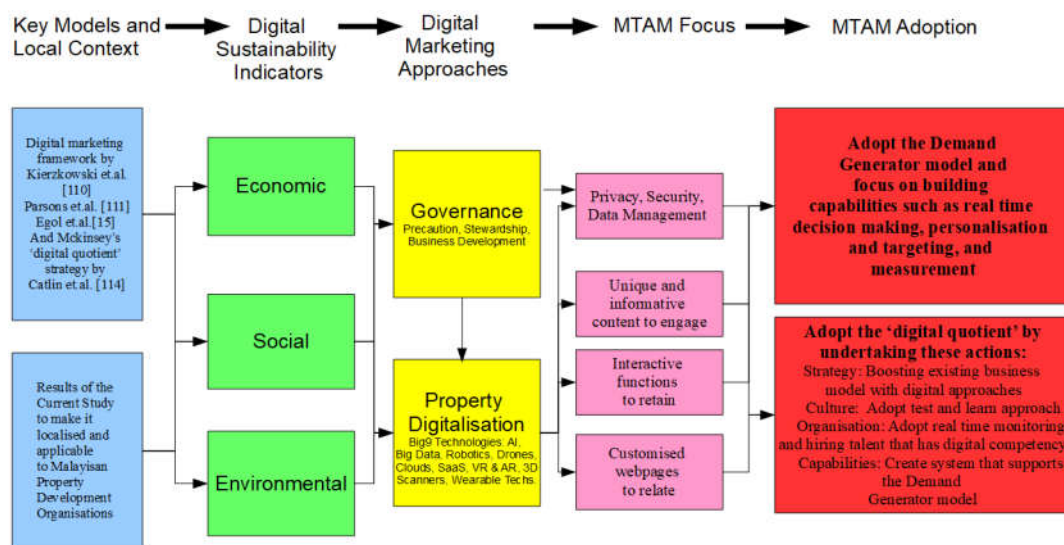 Key Models and
Local Context
Digital
Sustainability
Indicators
Digital
Marketing
Approaches
MTAM Focus
MTAM Adoption
Digital marketing
framework by
Kierzkowski et.al.
[110]
Parsons et.al. [111]
Egol et.al.[15]
And Mckinsey's
'digital quotient'
strategy by
Catlin et.al. [114]
Results of the
Current Study
to make it
localised and
applicable
to Malayisan
Property
Development
Organisations
Economic
Social
Environmental
Governance
Precaution, Stewardship,
Business Development
Property
Digitalisation
Big9 Technologies: AI,
Big Data, Robotics, Drones,
Clouds, SaaS, VR & AR, 3D
Scanners, Wearable Techs.
Privacy, Security,
Data Management
Unique and
informative
content to engage
Interactive
functions
to retain
Customised
webpages
to relate
Adopt the Demand
Generator model and
focus on building
capabilities such as real time
decision making, personalisation
and targeting, and
measurement
Adopt the 'digital quotient' by
undertaking these actions:
Strategy: Boosting existing business
model with digital approaches
Culture: Adopt test and learn approach
Organisation: Adopt real time monitoring
and hiring talent that has digital competency
Capabilities: Create system that supports
the Demand
Generator model